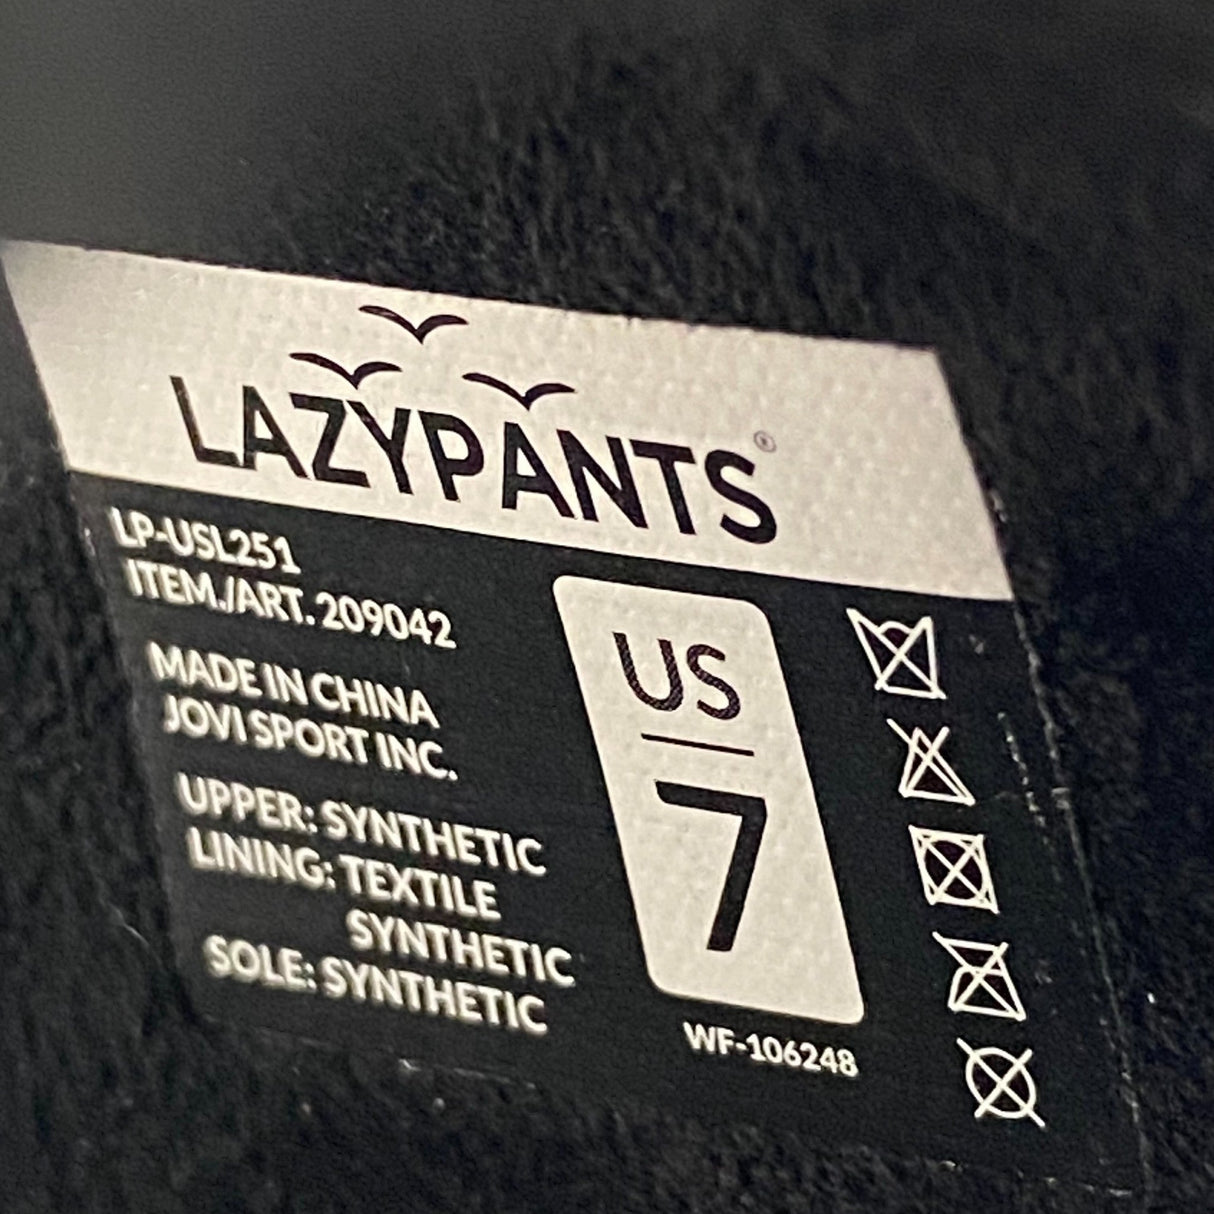 LAZYPANTS®
LP-USL251
ITEM./ART. 209042
MADE IN CHINA
JOVI SPORT INC.
UPPER: SYNTHETIC
LINING: TEXTILE
SYNTHETIC
SOLE: SYNTHETIC
US
7
WF-106248